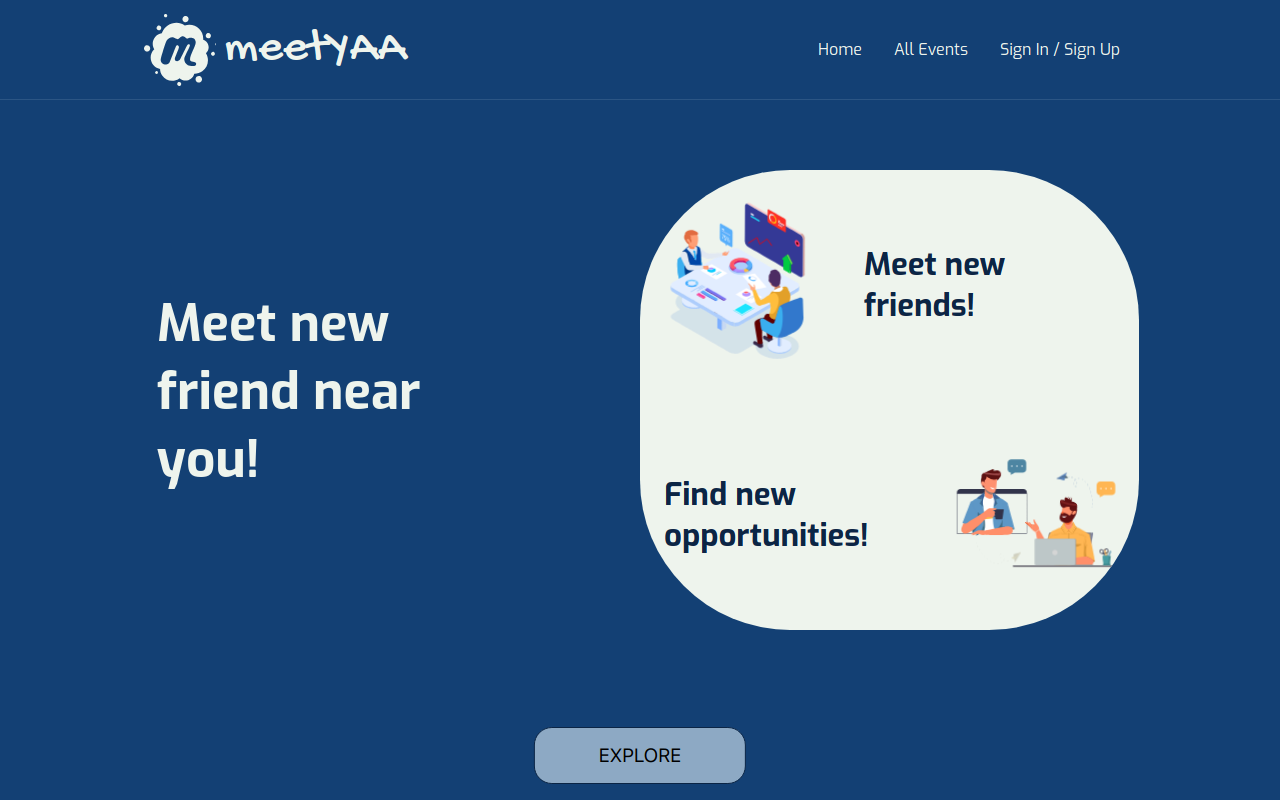 m meetyAA
Home All Events Sign In / Sign Up
Meet new
friend near
you!
Meet new
friends!
Find new
opportunities!
EXPLORE